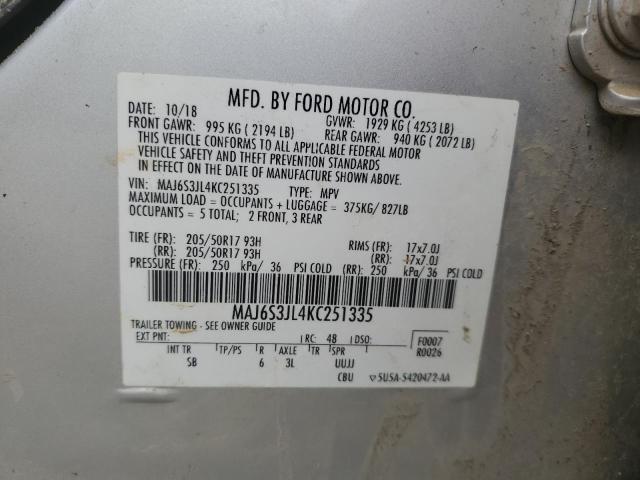 MFD. BY FORD MOTOR CO.
DATE: 10/18 GVWR: 1929 KG ( 4253 LB)
FRONT GAWR: 995 KG ( 2194 LB) REAR GAWR: 940 KG ( 2072 LB)
THIS VEHICLE CONFORMS TO ALL APPLICABLE FEDERAL MOTOR
VEHICLE SAFETY AND THEFT PREVENTION STANDARDS
IN EFFECT ON THE DATE OF MANUFACTURE SHOWN ABOVE.
VIN: MAJ6S3JL4KC251335 TYPE: MPV
MAXIMUM LOAD = OCCUPANTS + LUGGAGE = 375KG/ 827LB
OCCUPANTS = 5 TOTAL; 2 FRONT, 3 REAR
TIRE (FR): 205/50R17 93H RIMS (FR): 17x7.0J
(RR): 205/50R17 93H (RR): 17x7.0J
PRESSURE (FR): 250 kPa/ 36 PSI COLD (RR): 250 kPa/ 36 PSI COLD
MAJ6S3JL4KC251335
TRAILER TOWING - SEE OWNER GUIDE
EXT PNT: RC: 48 DSO: F0007
R0026
INT TR TP/PS R AXLE TR SPR
SB 6 3L UUJJ
CBU 5U5A-5420472-AA